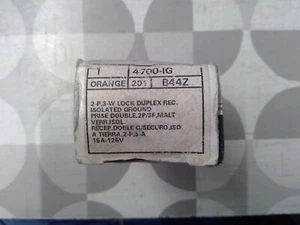 1 4700-IG
ORANGE 201 B44Z
2-P,3-W LOCK DUPLEX REC.
ISOLATED GROUND
PRISE DOUBLE,2P/3F,MALT
VERR ISOL
RECEP.DOBLE C/SEGURO,ISO
A TIERRA,2-P,3-A
15A-125V